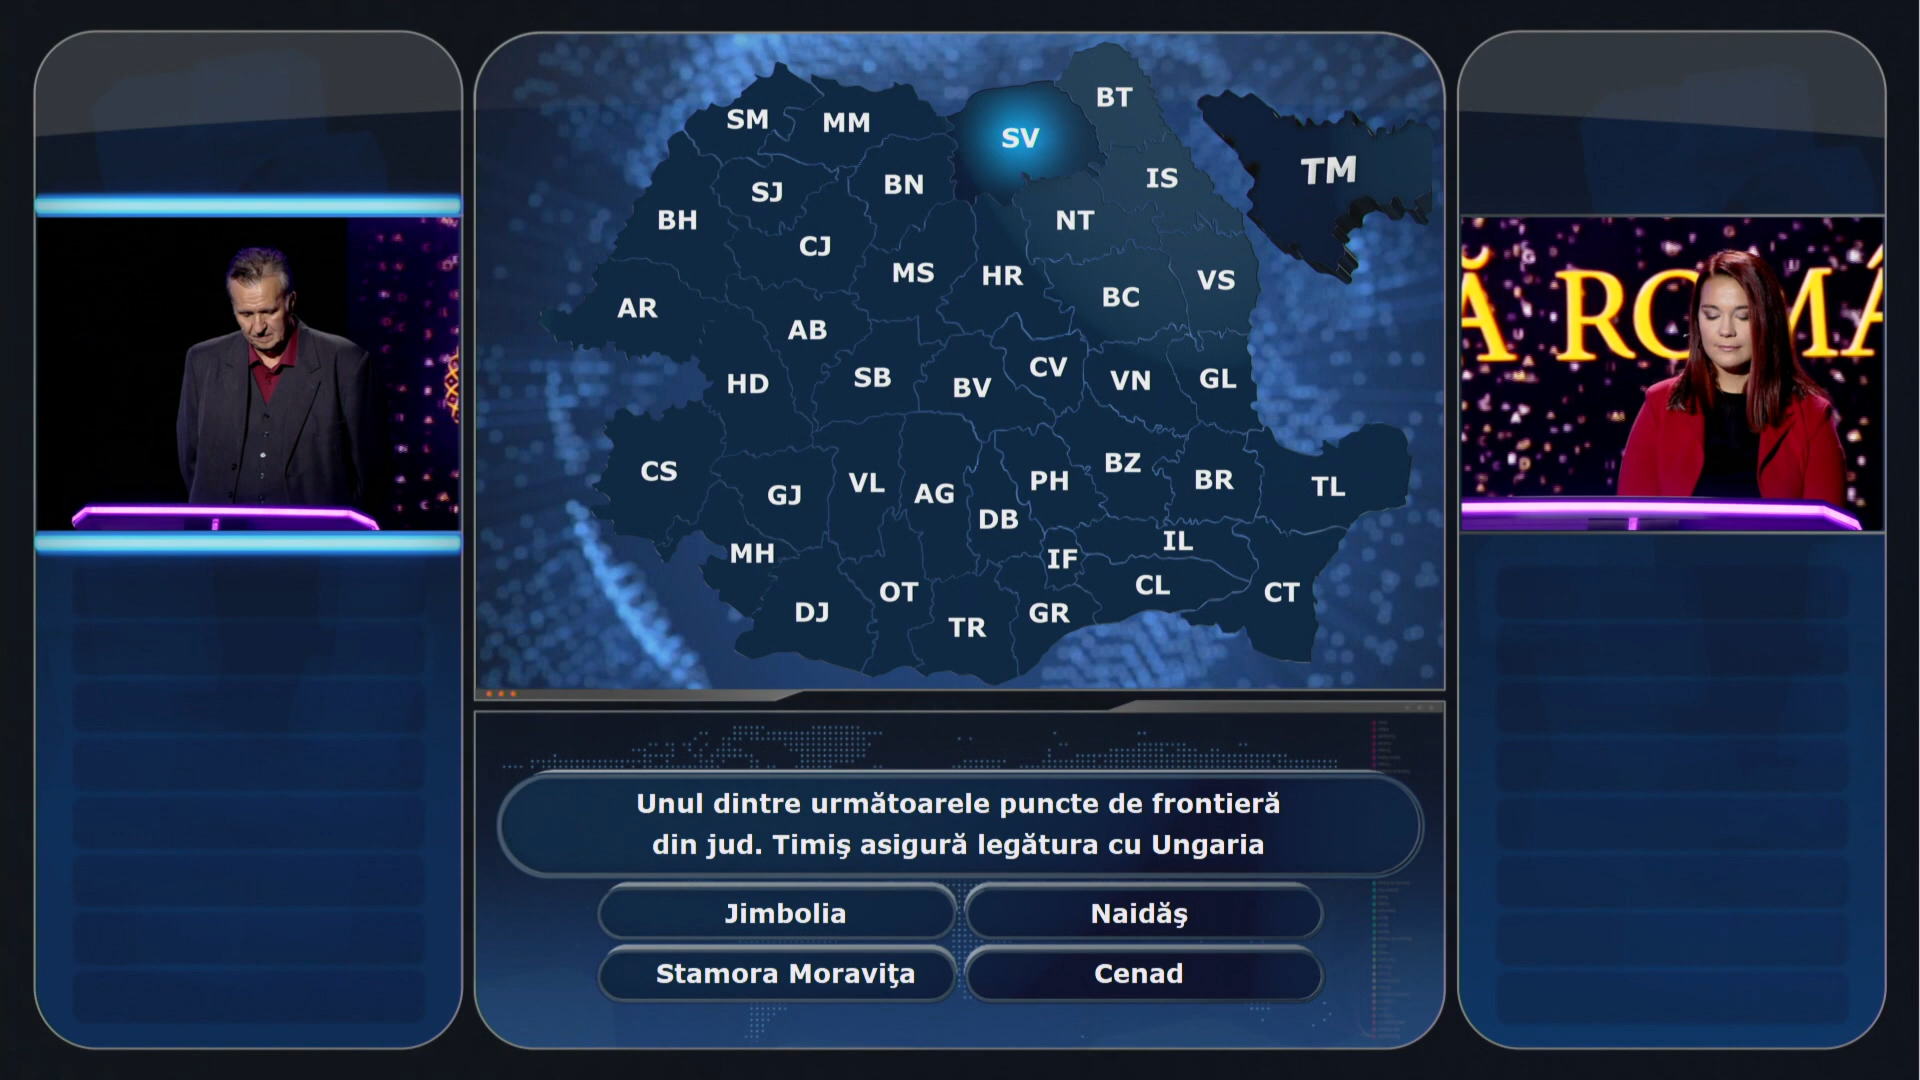 SM
MM
SV
BT
TM
SJ
BN
IS
BH
CJ
NT
MS
HR
BC
VS
AR
AB
HD
SB
BV
CV
VN
GL
CS
GJ
VL
AG
DB
PH
BZ
BR
TL
MH
DJ
OT
TR
IF
GR
IL
CL
CT
Ă ROMÂ
Unul dintre următoarele puncte de frontieră
din jud. Timiş asigură legătura cu Ungaria
Jimbolia
Naidăş
Stamora Moraviţa
Cenad